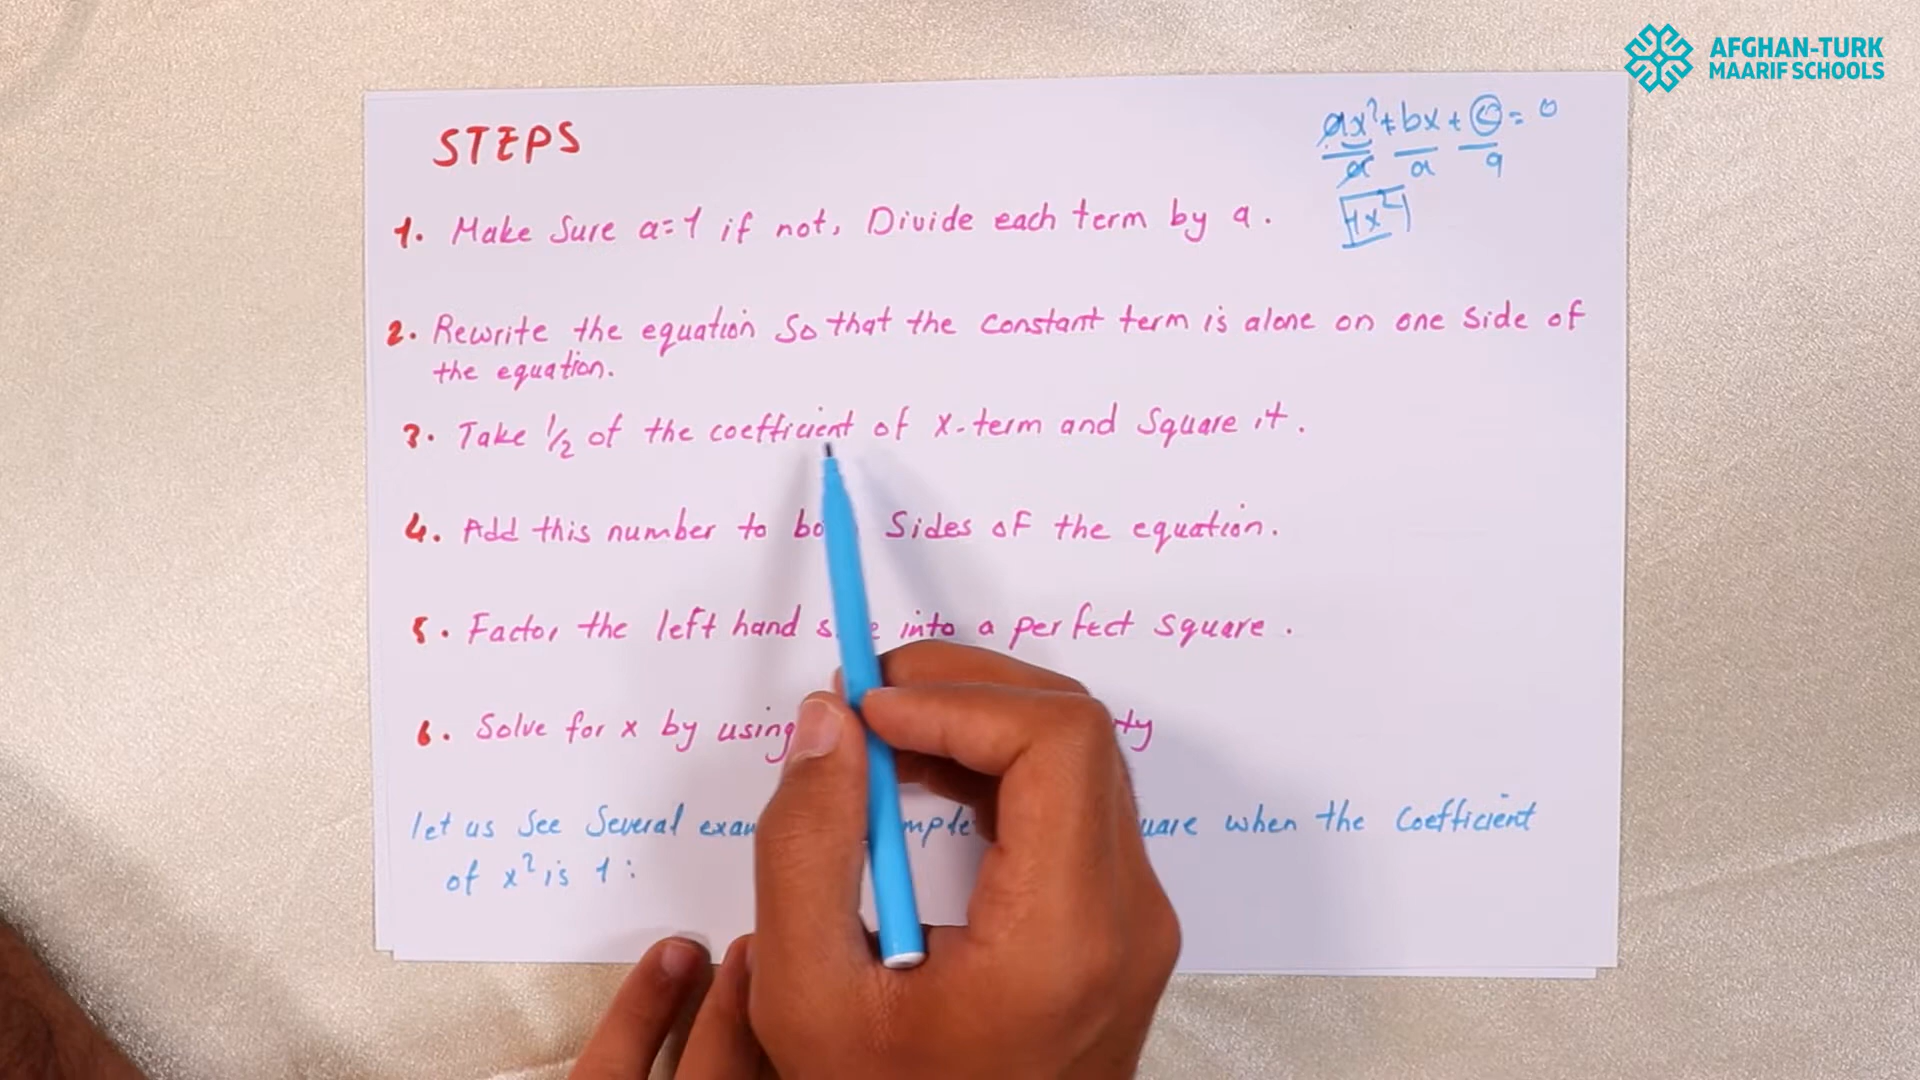 AFGHAN-TURK
MAARIF SCHOOLS
ax²+bx+c=0
a a a
1x²
STEPS
1. Make Sure a=1 if not, Divide each term by a.
2. Rewrite the equation So that the constant term is alone on one side of
the equation.
3. Take 1/2 of the coefficient of x-term and Square it.
4. Add this number to Sides of the equation.
5. Factor the left hand into a perfect square.
6. Solve for x by using
let us see Several when the Coefficient
of x² is 1: